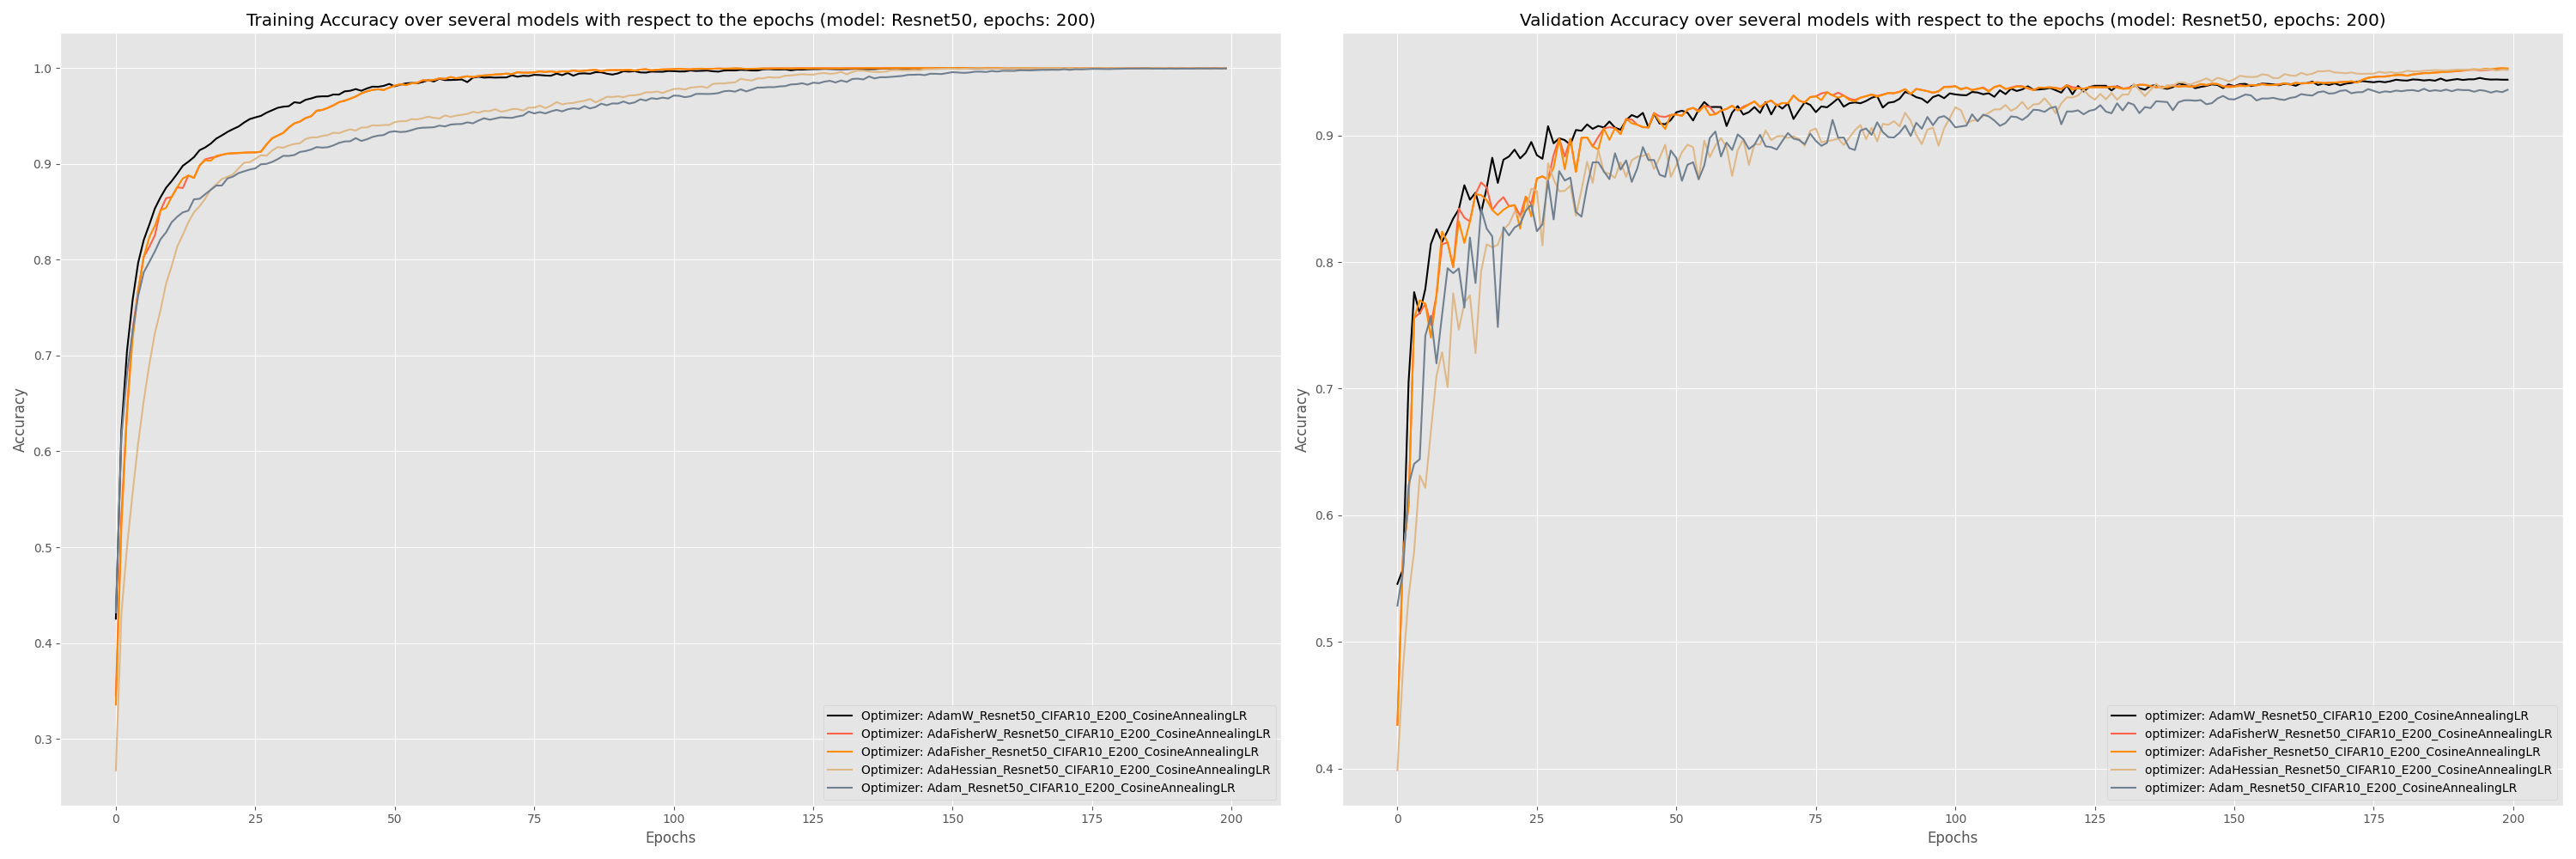 Training Accuracy over several models with respect to the epochs (model: Resnet50, epochs: 200)
1.0
0.9
0.8
0.7
0.6
0.5
0.4
0.3
Accuracy
0 25 50 75 100 125 150 175 200
Epochs
Optimizer: AdamW_Resnet50_CIFAR10_E200_CosineAnnealingLR
Optimizer: AdaFisherW_Resnet50_CIFAR10_E200_CosineAnnealingLR
Optimizer: AdaFisher_Resnet50_CIFAR10_E200_CosineAnnealingLR
Optimizer: AdaHessian_Resnet50_CIFAR10_E200_CosineAnnealingLR
Optimizer: Adam_Resnet50_CIFAR10_E200_CosineAnnealingLR
Validation Accuracy over several models with respect to the epochs (model: Resnet50, epochs: 200)
0.9
0.8
0.7
0.6
0.5
0.4
Accuracy
0 25 50 75 100 125 150 175 200
Epochs
optimizer: AdamW_Resnet50_CIFAR10_E200_CosineAnnealingLR
optimizer: AdaFisherW_Resnet50_CIFAR10_E200_CosineAnnealingLR
optimizer: AdaFisher_Resnet50_CIFAR10_E200_CosineAnnealingLR
optimizer: AdaHessian_Resnet50_CIFAR10_E200_CosineAnnealingLR
optimizer: Adam_Resnet50_CIFAR10_E200_CosineAnnealingLR